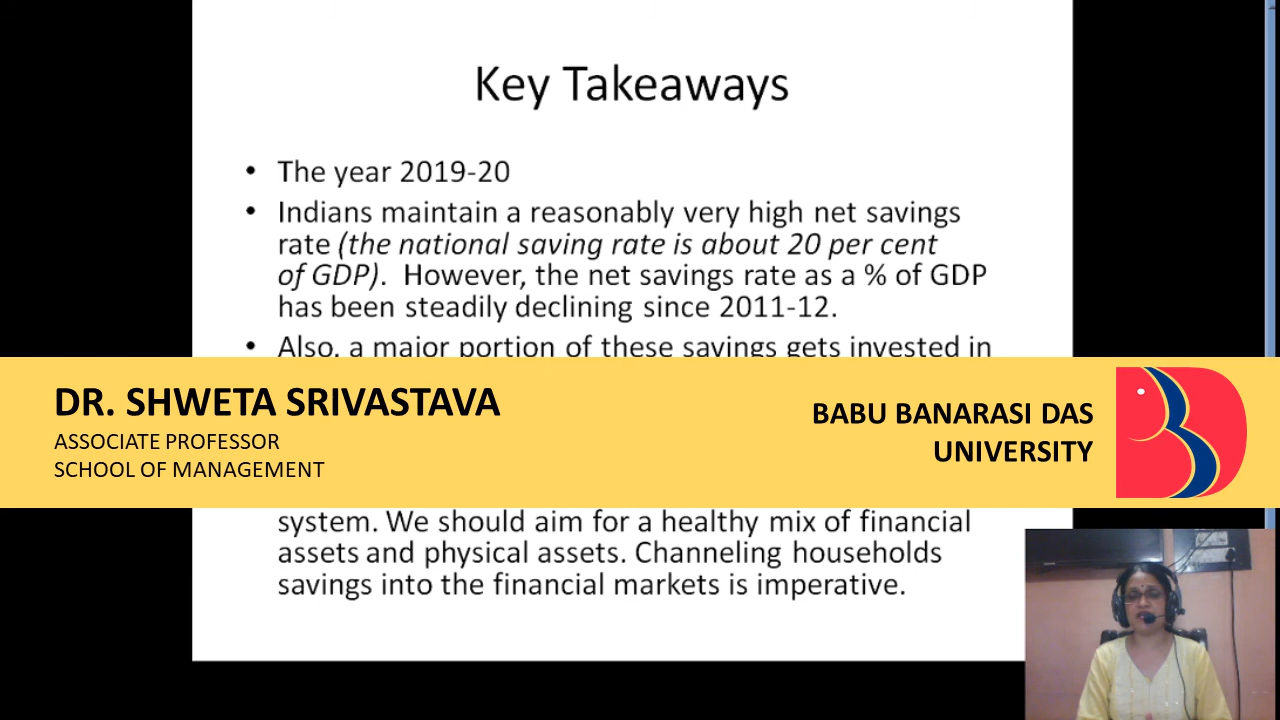 Key Takeaways
• The year 2019-20
• Indians maintain a reasonably very high net savings
rate (the national saving rate is about 20 per cent
of GDP). However, the net savings rate as a % of GDP
has been steadily declining since 2011-12.
• Also, a major portion of these savings gets invested in
DR. SHWETA SRIVASTAVA
ASSOCIATE PROFESSOR
SCHOOL OF MANAGEMENT
BABU BANARASI DAS
UNIVERSITY
system. We should aim for a healthy mix of financial
assets and physical assets. Channeling households
savings into the financial markets is imperative.